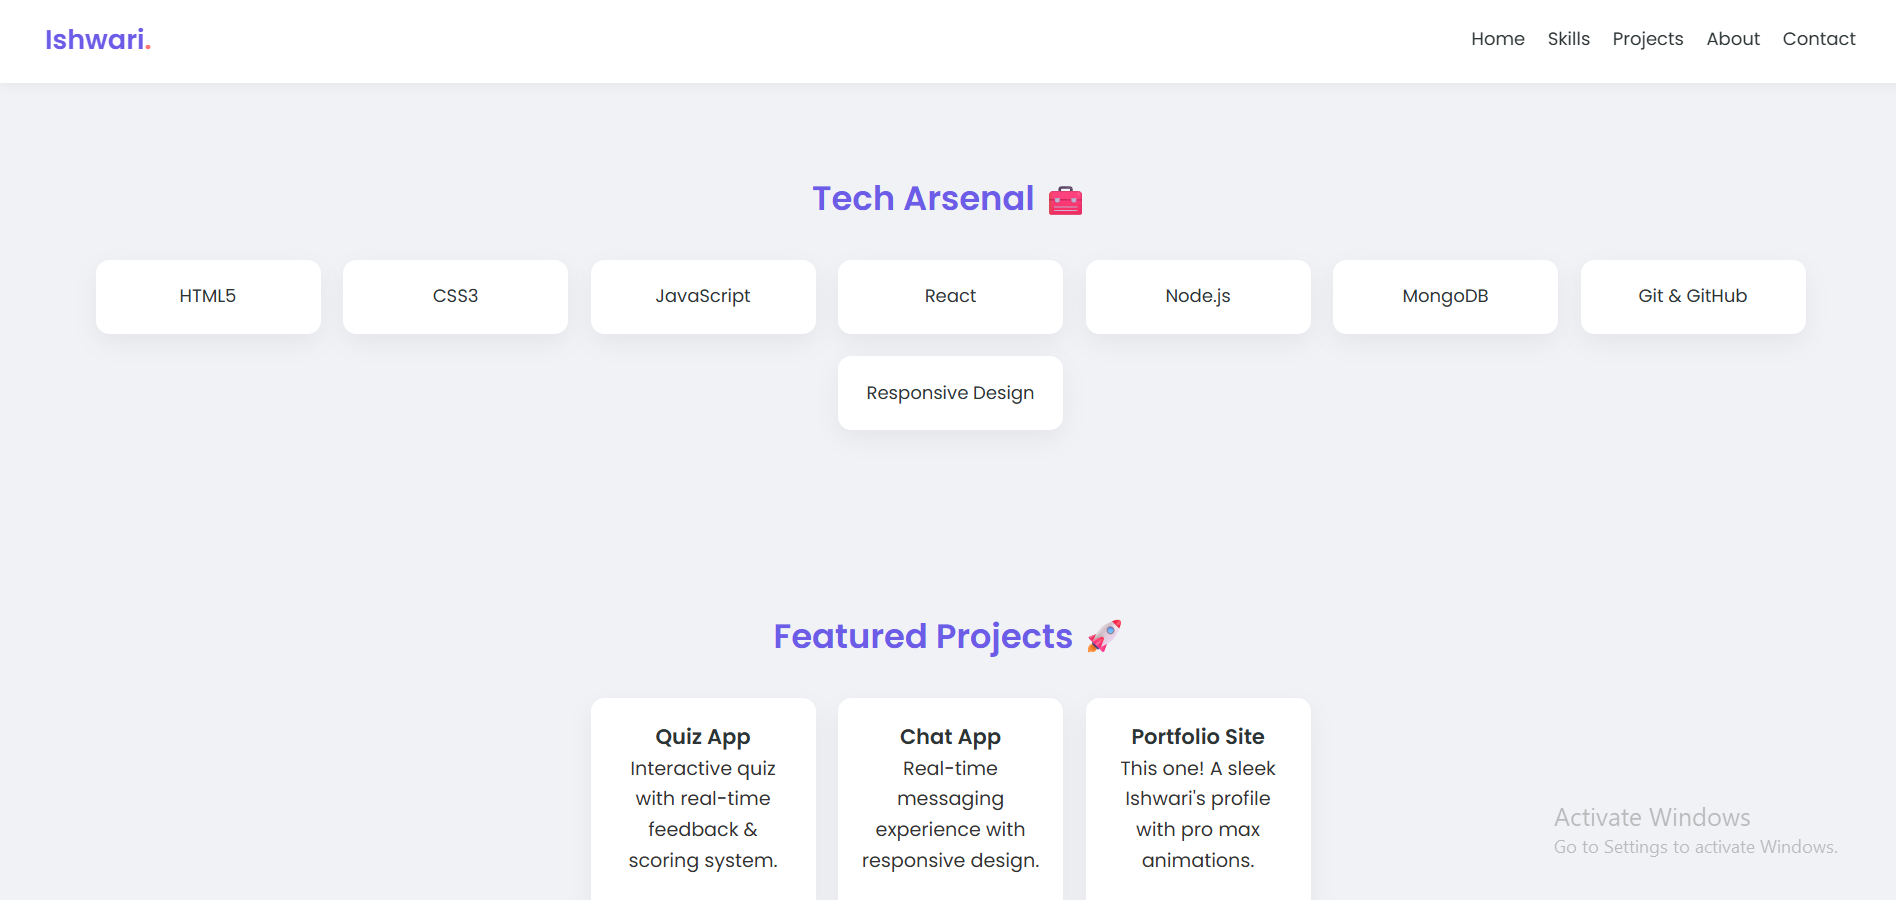 Ishwari.
Home Skills Projects About Contact
Tech Arsenal
HTML5
CSS3
JavaScript
React
Node.js
MongoDB
Git & GitHub
Responsive Design
Featured Projects
Quiz App
Interactive quiz
with real-time
feedback &
scoring system.
Chat App
Real-time
messaging
experience with
responsive design.
Portfolio Site
This one! A sleek
Ishwari's profile
with pro max
animations.
Activate Windows
Go to Settings to activate Windows.